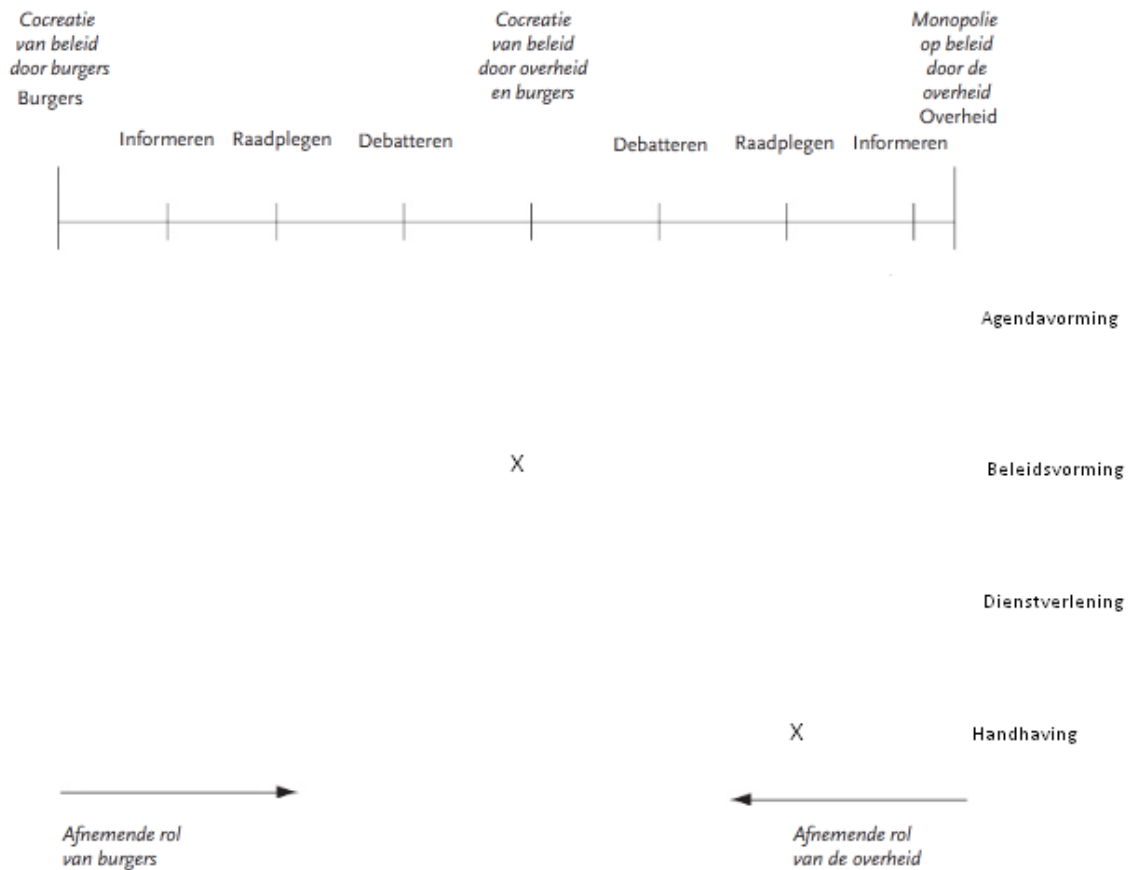 Cocreatie
van beleid
door burgers
Burgers
Cocreatie
van beleid
door overheid
en burgers
Monopolie
op beleid
door de
overheid
Overheid
Informeren Raadplegen Debatteren
Debatteren Raadplegen Informeren
Agendavorming
X
Beleidsvorming
Dienstverlening
X
Handhaving
Afnemende rol
van burgers
Afnemende rol
van de overheid